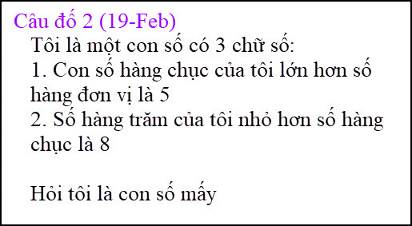 Câu đố 2 (19-Feb)
Tôi là một con số có 3 chữ số:
1. Con số hàng chục của tôi lớn hơn số
hàng đơn vị là 5
2. Số hàng trăm của tôi nhỏ hơn số hàng
chục là 8
Hỏi tôi là con số mấy